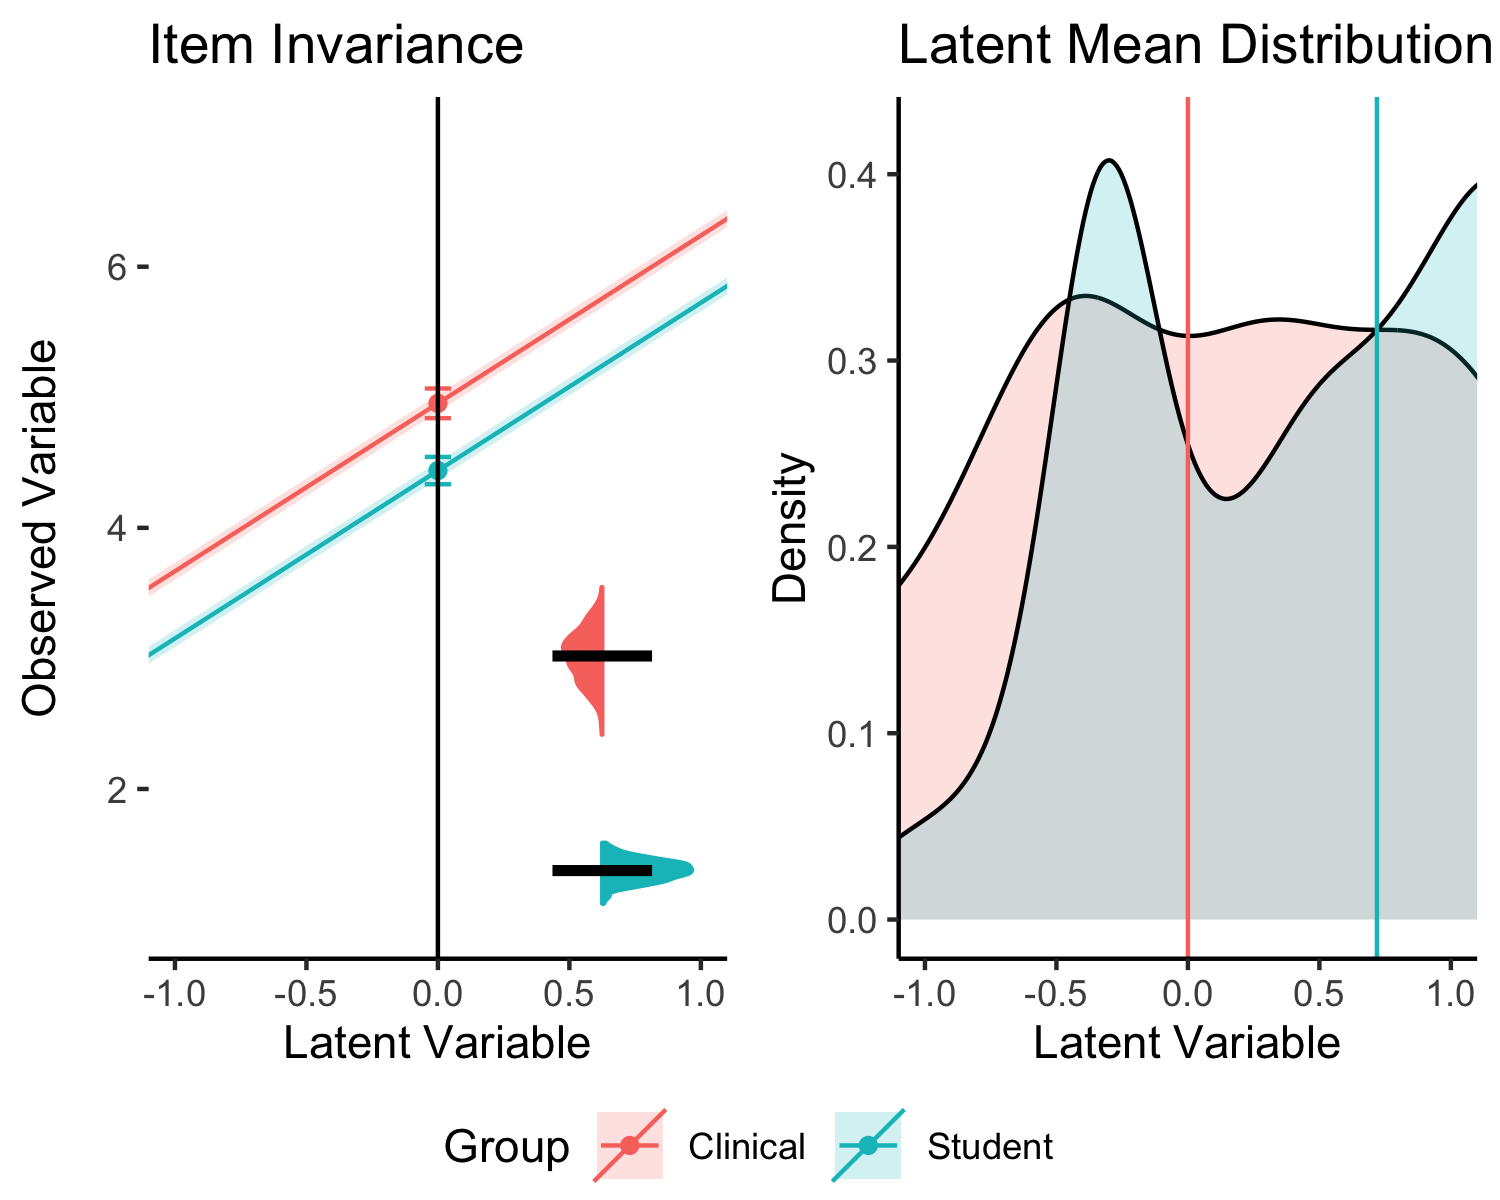 Item Invariance
Observed Variable
6
4
2
-1.0 -0.5 0.0 0.5 1.0
Latent Variable
Latent Mean Distribution
Density
0.4
0.3
0.2
0.1
0.0
-1.0 -0.5 0.0 0.5 1.0
Latent Variable
Group Clinical Student